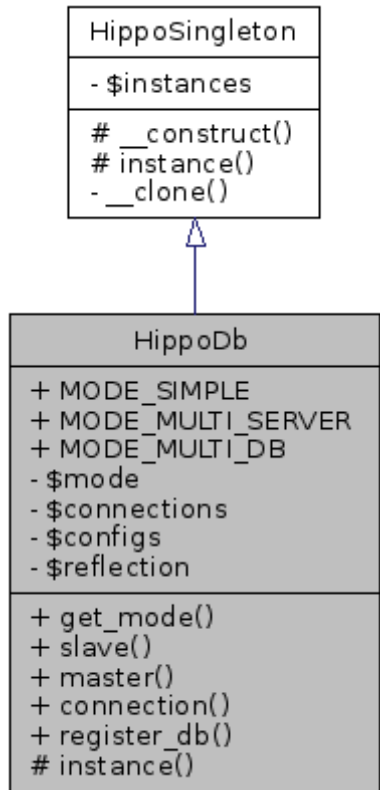 HippoSingleton
- $instances
# __construct()
# instance()
- __clone()
HippoDb
+ MODE_SIMPLE
+ MODE_MULTI_SERVER
+ MODE_MULTI_DB
- $mode
- $connections
- $configs
- $reflection
+ get_mode()
+ slave()
+ master()
+ connection()
+ register_db()
# instance()